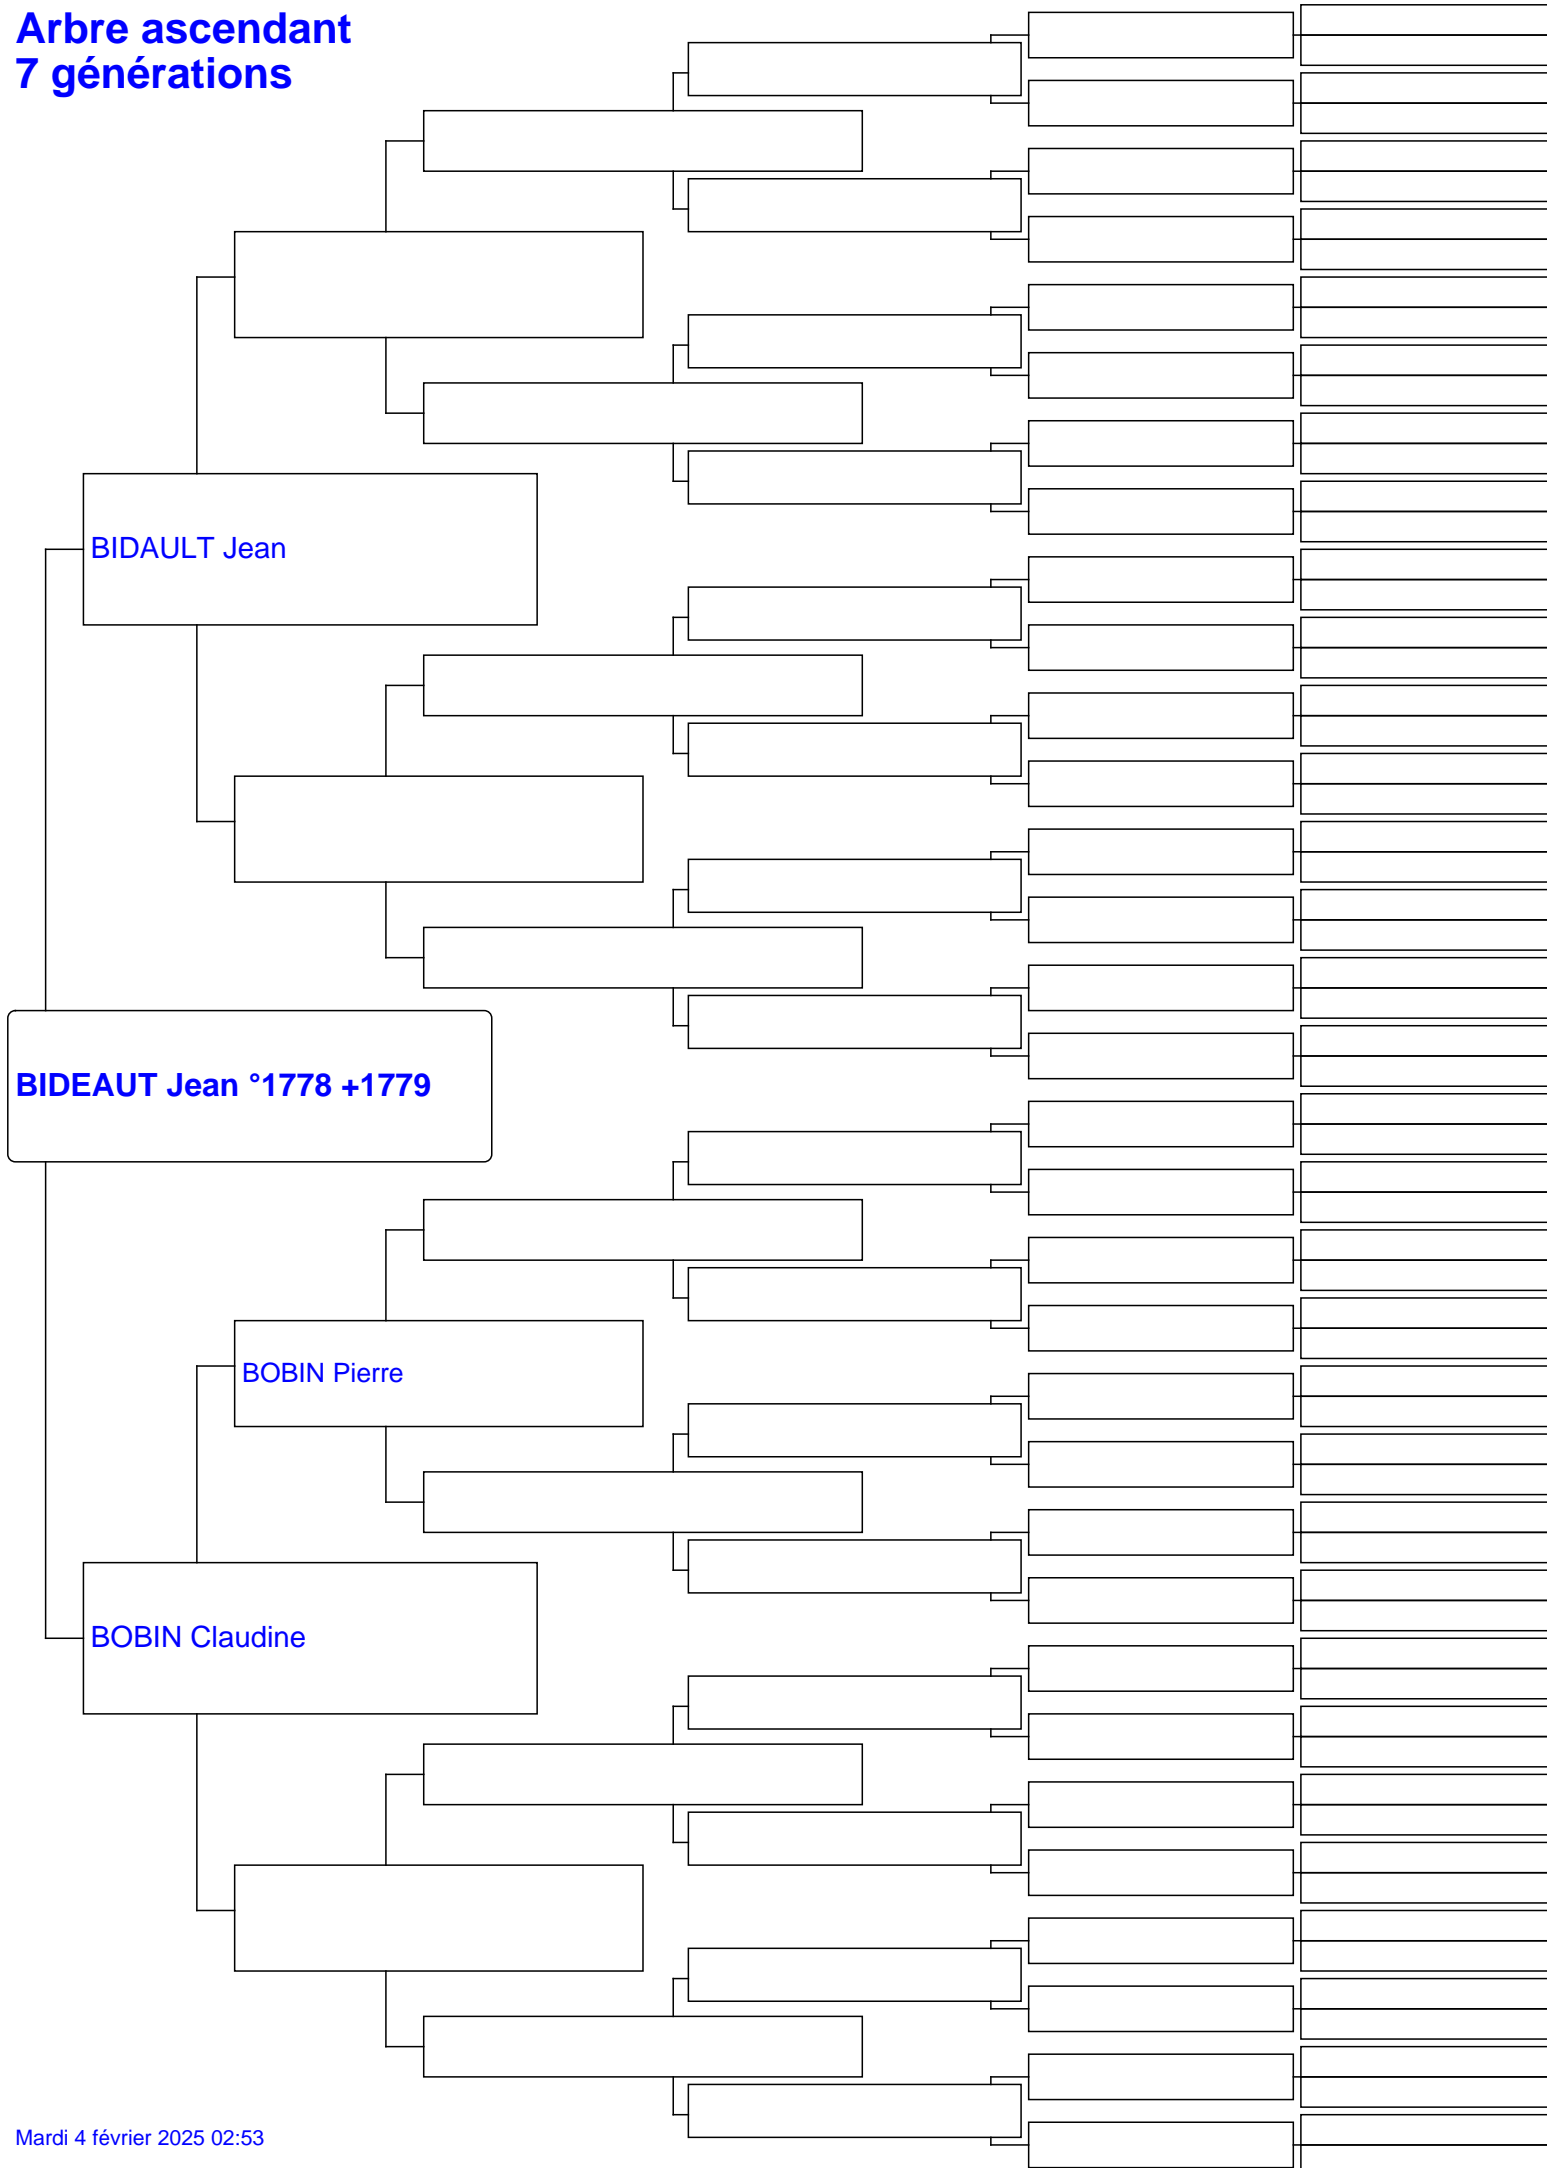 Arbre ascendant
7 générations
BIDAULT Jean
BIDEAUT Jean °1778 +1779
BOBIN Pierre
BOBIN Claudine
Mardi 4 février 2025 02:53